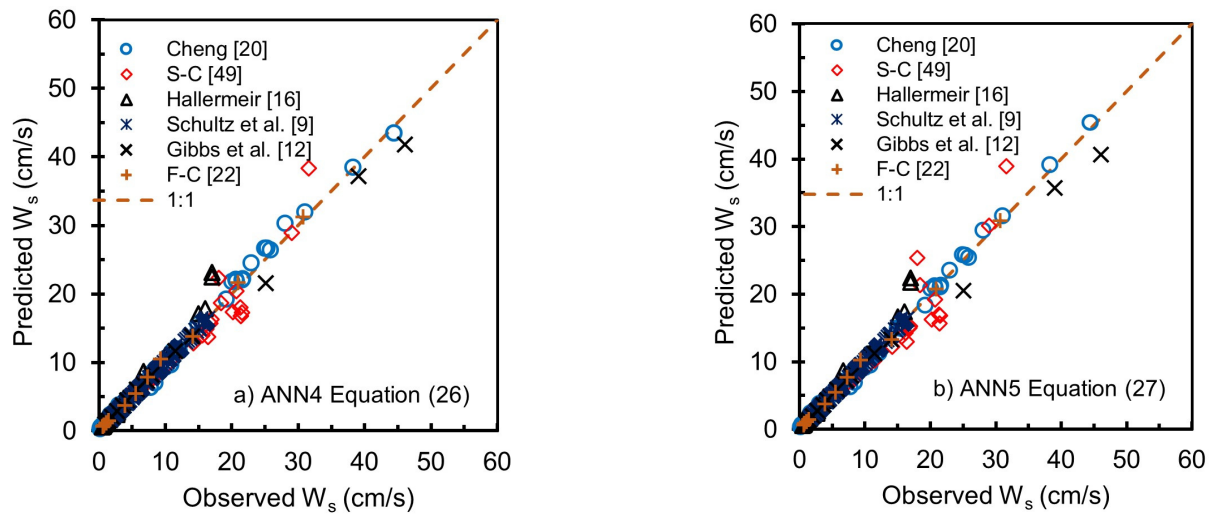 60
50
40
30
20
10
0
Predicted Ws (cm/s)
Cheng [20]
S-C [49]
Hallermeir [16]
Schultz et al. [9]
Gibbs et al. [12]
F-C [22]
1:1
a) ANN4 Equation (26)
0 10 20 30 40 50 60
Observed Ws (cm/s)
60
50
40
30
20
10
0
Predicted Ws (cm/s)
Cheng [20]
S-C [49]
Hallermeir [16]
Schultz et al. [9]
Gibbs et al. [12]
F-C [22]
1:1
b) ANN5 Equation (27)
0 10 20 30 40 50 60
Observed Ws (cm/s)